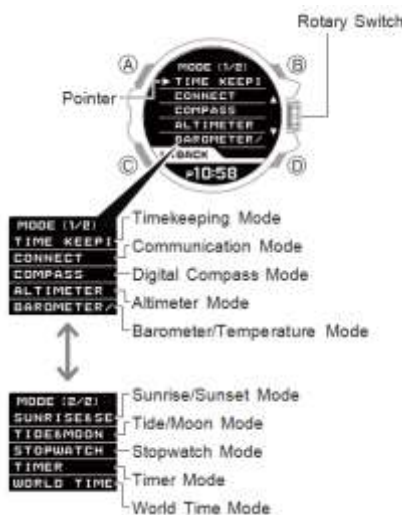 Rotary Switch
Ⓐ
Ⓑ
MODE (1/2)
▶ TIME KEEPI
CONNECT
COMPASS
ALTIMETER
BAROMETER/
BACK
P10:58
Pointer
Ⓒ
Ⓓ
MODE (1/2)
TIME KEEPI
CONNECT
COMPASS
ALTIMETER
BAROMETER/
Timekeeping Mode
Communication Mode
Digital Compass Mode
Altimeter Mode
Barometer/Temperature Mode
MODE (2/2)
SUNRISE&SE
TIDE&MOON
STOPWATCH
TIMER
WORLD TIME
Sunrise/Sunset Mode
Tide/Moon Mode
Stopwatch Mode
Timer Mode
World Time Mode